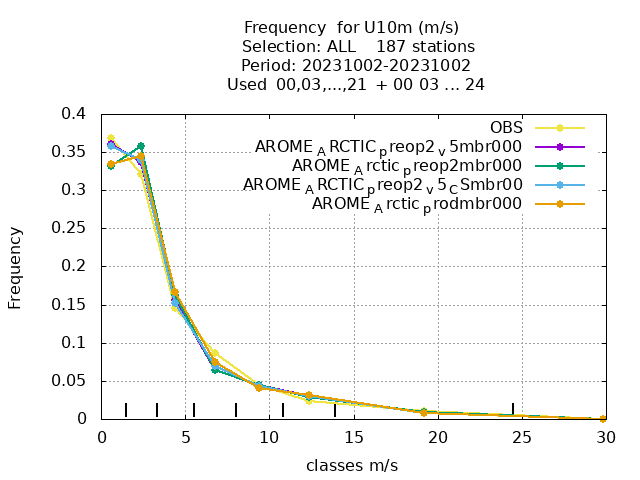 Frequency for U10m (m/s)
Selection: ALL 187 stations
Period: 20231002-20231002
Used 00,03,...,21 + 00 03 ... 24
OBS
AROME_ARCTIC_preop2_v5mbr000
AROME_Arctic_preop2mbr000
AROME_ARCTIC_preop2_v5_CSmbr00
AROME_Arctic_prodmbr000
Frequency
0.4
0.35
0.3
0.25
0.2
0.15
0.1
0.05
0
0 5 10 15 20 25 30
classes m/s